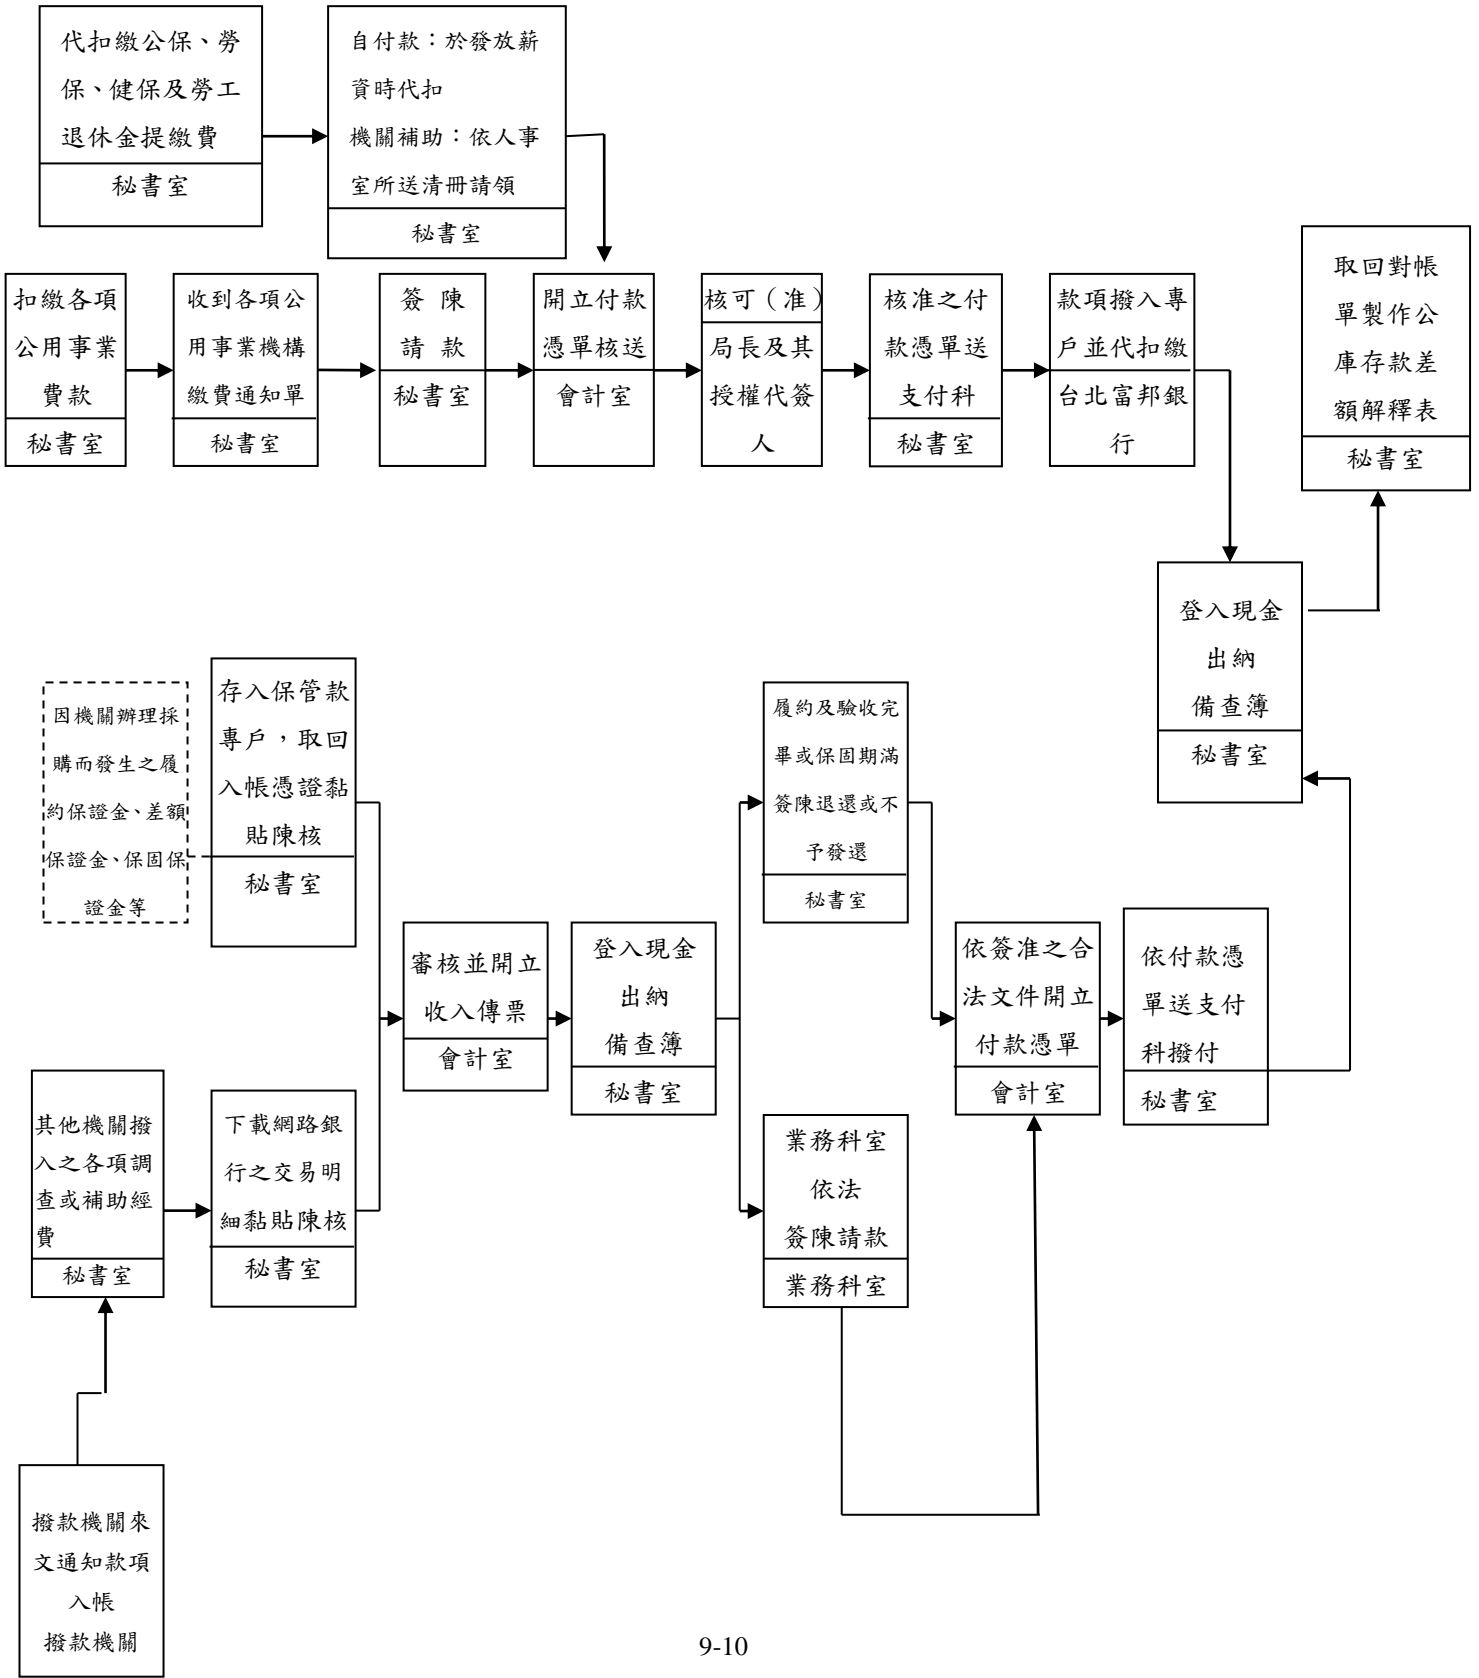 代扣繳公保、勞
保、健保及勞工
退休金提繳費
秘書室
自付款：於發放薪
資時代扣
機關補助：依人事
室所送清冊請領
秘書室
扣繳各項
公用事業
費款
秘書室
收到各項公
用事業機構
繳費通知單
秘書室
簽 陳
請 款
秘書室
開立付款
憑單核送
會計室
核可（准）
局長及其
授權代簽
人
核准之付
款憑單送
支付科
秘書室
款項撥入專
戶並代扣繳
台北富邦銀
行
取回對帳
單製作公
庫存款差
額解釋表
秘書室
登入現金
出納
備查簿
秘書室
因機關辦理採
購而發生之履
約保證金、差額
保證金、保固保
證金等
存入保管款
專戶，取回
入帳憑證黏
貼陳核
秘書室
履約及驗收完
畢或保固期滿
簽陳退還或不
予發還
秘書室
審核並開立
收入傳票
會計室
登入現金
出納
備查簿
秘書室
依簽准之合
法文件開立
付款憑單
會計室
依付款憑
單送支付
科撥付
秘書室
其他機關撥
入之各項調
查或補助經
費
秘書室
下載網路銀
行之交易明
細黏貼陳核
秘書室
業務科室
依法
簽陳請款
業務科室
撥款機關來
文通知款項
入帳
撥款機關
9-10